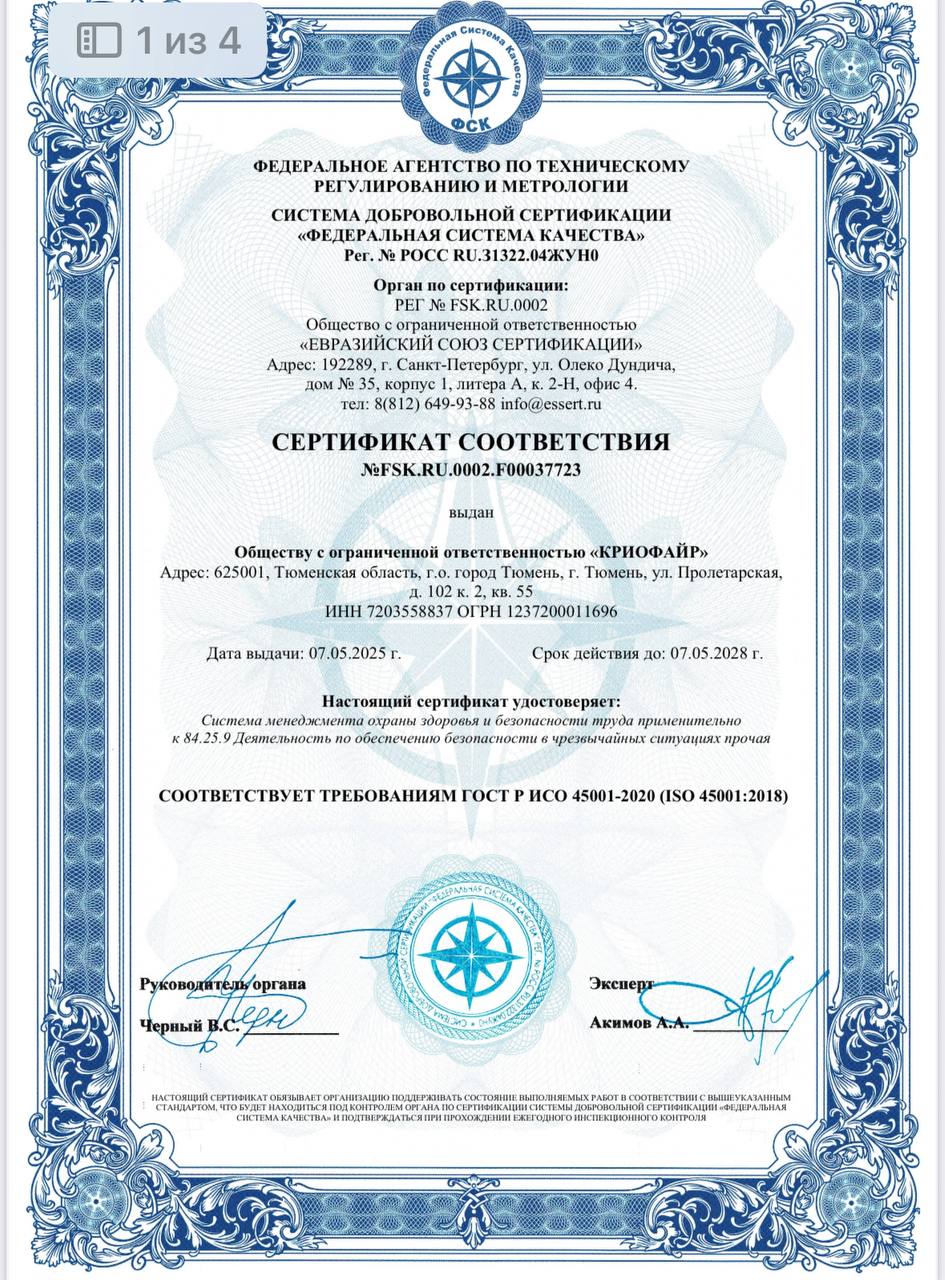 1 из 4
Федеральная Система Качества
ФСК
ФЕДЕРАЛЬНОЕ АГЕНТСТВО ПО ТЕХНИЧЕСКОМУ
РЕГУЛИРОВАНИЮ И МЕТРОЛОГИИ
СИСТЕМА ДОБРОВОЛЬНОЙ СЕРТИФИКАЦИИ
«ФЕДЕРАЛЬНАЯ СИСТЕМА КАЧЕСТВА»
Рег. № РОСС RU.31322.04ЖУН0
Орган по сертификации:
РЕГ № FSK.RU.0002
Общество с ограниченной ответственностью
«ЕВРАЗИЙСКИЙ СОЮЗ СЕРТИФИКАЦИИ»
Адрес: 192289, г. Санкт-Петербург, ул. Олеко Дундича,
дом № 35, корпус 1, литера А, к. 2-Н, офис 4.
тел: 8(812) 649-93-88 info@essert.ru
СЕРТИФИКАТ СООТВЕТСТВИЯ
№FSK.RU.0002.F00037723
выдан
Обществу с ограниченной ответственностью «КРИОФАЙР»
Адрес: 625001, Тюменская область, г.о. город Тюмень, г. Тюмень, ул. Пролетарская,
д. 102 к. 2, кв. 55
ИНН 7203558837 ОГРН 1237200011696
Дата выдачи: 07.05.2025 г. Срок действия до: 07.05.2028 г.
Настоящий сертификат удостоверяет:
Система менеджмента охраны здоровья и безопасности труда применительно
к 84.25.9 Деятельность по обеспечению безопасности в чрезвычайных ситуациях прочая
СООТВЕТСТВУЕТ ТРЕБОВАНИЯМ ГОСТ Р ИСО 45001-2020 (ISO 45001:2018)
СИСТЕМА ДОБРОВОЛЬНОЙ СЕРТИФИКАЦИИ "ФЕДЕРАЛЬНАЯ СИСТЕМА КАЧЕСТВА" РЕГ. № РОСС RU.31322.04ЖУН0
Руководитель органа
Черный В.С.
Эксперт
Акимов А.А.
НАСТОЯЩИЙ СЕРТИФИКАТ ОБЯЗЫВАЕТ ОРГАНИЗАЦИЮ ПОДДЕРЖИВАТЬ СОСТОЯНИЕ ВЫПОЛНЯЕМЫХ РАБОТ В СООТВЕТСТВИИ С ВЫШЕУКАЗАННЫМ
СТАНДАРТОМ, ЧТО БУДЕТ НАХОДИТЬСЯ ПОД КОНТРОЛЕМ ОРГАНА ПО СЕРТИФИКАЦИИ СИСТЕМЫ ДОБРОВОЛЬНОЙ СЕРТИФИКАЦИИ «ФЕДЕРАЛЬНАЯ
СИСТЕМА КАЧЕСТВА» И ПОДТВЕРЖДАТЬСЯ ПРИ ПРОХОЖДЕНИИ ЕЖЕГОДНОГО ИНСПЕКЦИОННОГО КОНТРОЛЯ